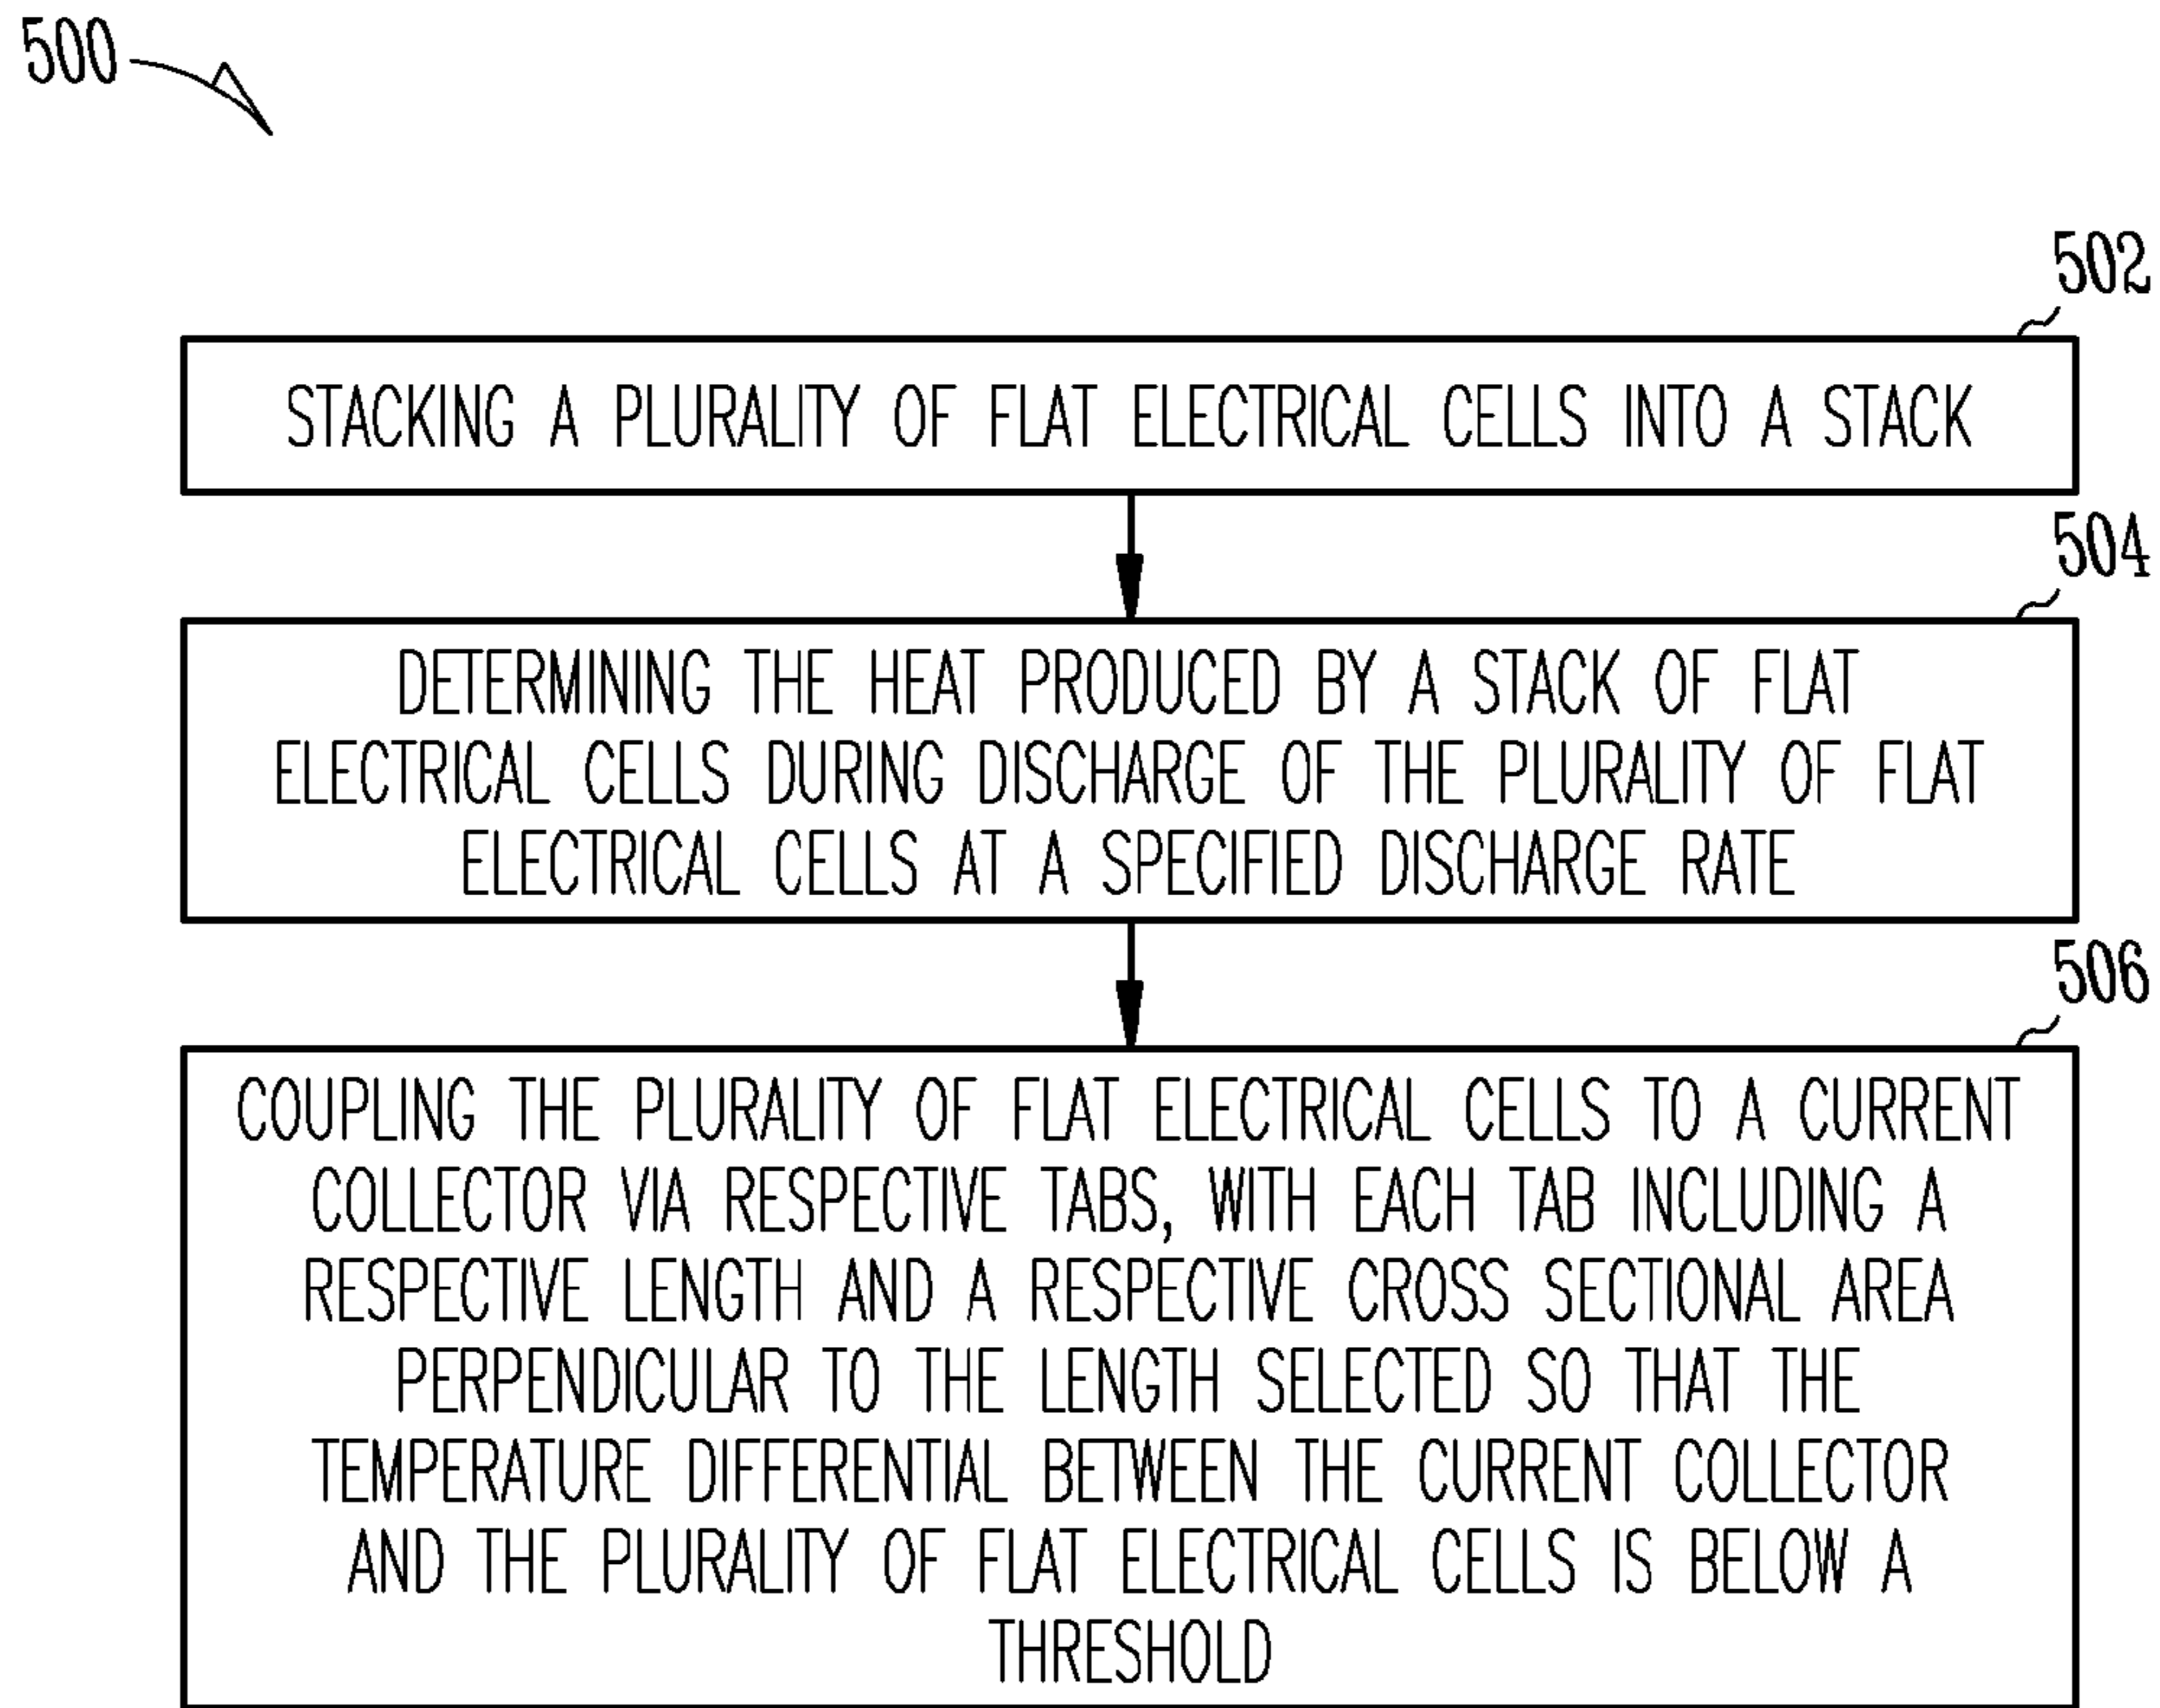 500
502
STACKING A PLURALITY OF FLAT ELECTRICAL CELLS INTO A STACK
504
DETERMINING THE HEAT PRODUCED BY A STACK OF FLAT
ELECTRICAL CELLS DURING DISCHARGE OF THE PLURALITY OF FLAT
ELECTRICAL CELLS AT A SPECIFIED DISCHARGE RATE
506
COUPLING THE PLURALITY OF FLAT ELECTRICAL CELLS TO A CURRENT
COLLECTOR VIA RESPECTIVE TABS, WITH EACH TAB INCLUDING A
RESPECTIVE LENGTH AND A RESPECTIVE CROSS SECTIONAL AREA
PERPENDICULAR TO THE LENGTH SELECTED SO THAT THE
TEMPERATURE DIFFERENTIAL BETWEEN THE CURRENT COLLECTOR
AND THE PLURALITY OF FLAT ELECTRICAL CELLS IS BELOW A
THRESHOLD